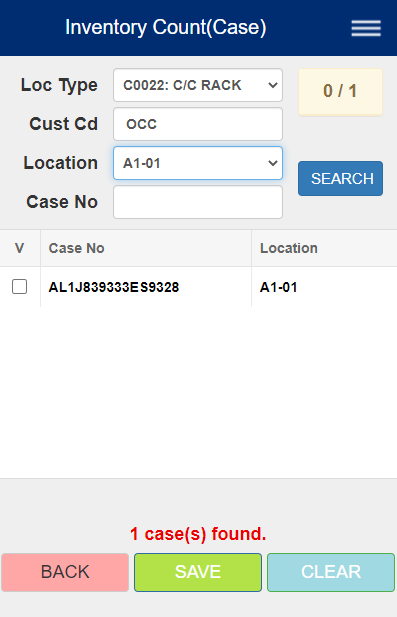 Inventory Count(Case)
Loc Type C0022: C/C RACK 0 / 1
Cust Cd OCC
Location A1-01 SEARCH
Case No
V Case No Location
AL1J839333ES9328 A1-01
1 case(s) found.
BACK SAVE CLEAR